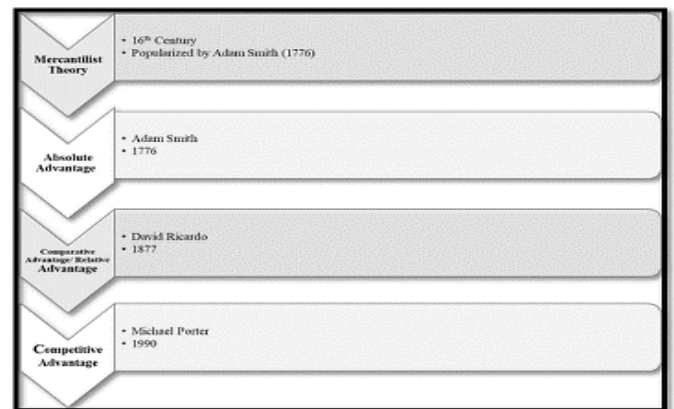 Mercantilist
Theory
• 16th Century
• Popularized by Adam Smith (1776)
Absolute
Advantage
• Adam Smith
• 1776
Comparative
Advantage/ Relative
Advantage
• David Ricardo
• 1877
Competitive
Advantage
• Michael Porter
• 1990